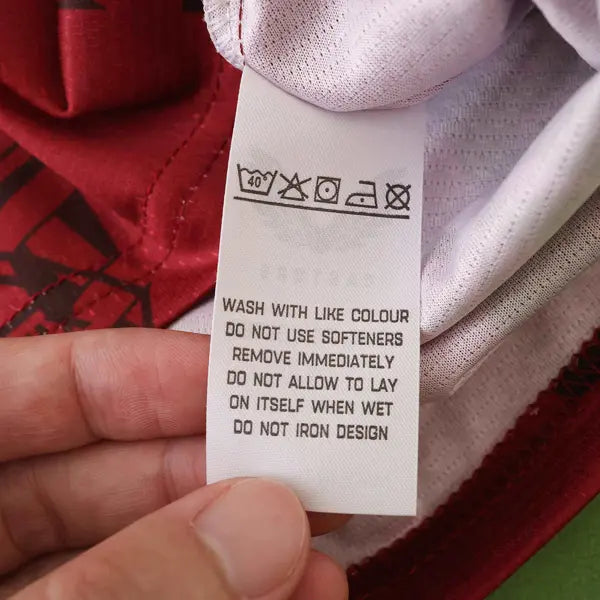 40°
WASH WITH LIKE COLOUR
DO NOT USE SOFTENERS
REMOVE IMMEDIATELY
DO NOT ALLOW TO LAY
ON ITSELF WHEN WET
DO NOT IRON DESIGN